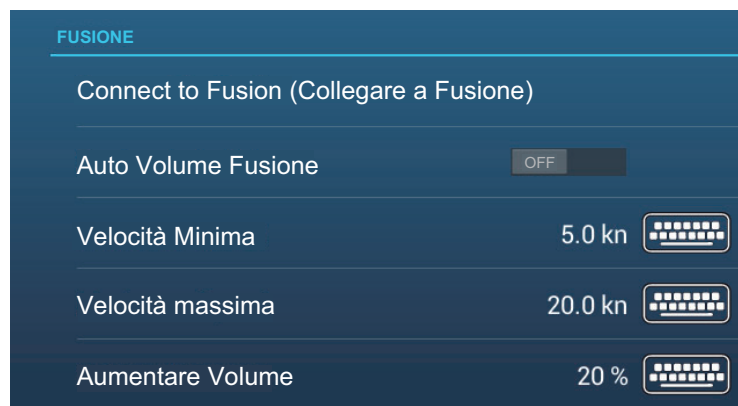 FUSIONE
Connect to Fusion (Collegare a Fusione)
Auto Volume Fusione OFF
Velocità Minima 5.0 kn
Velocità massima 20.0 kn
Aumentare Volume 20 %